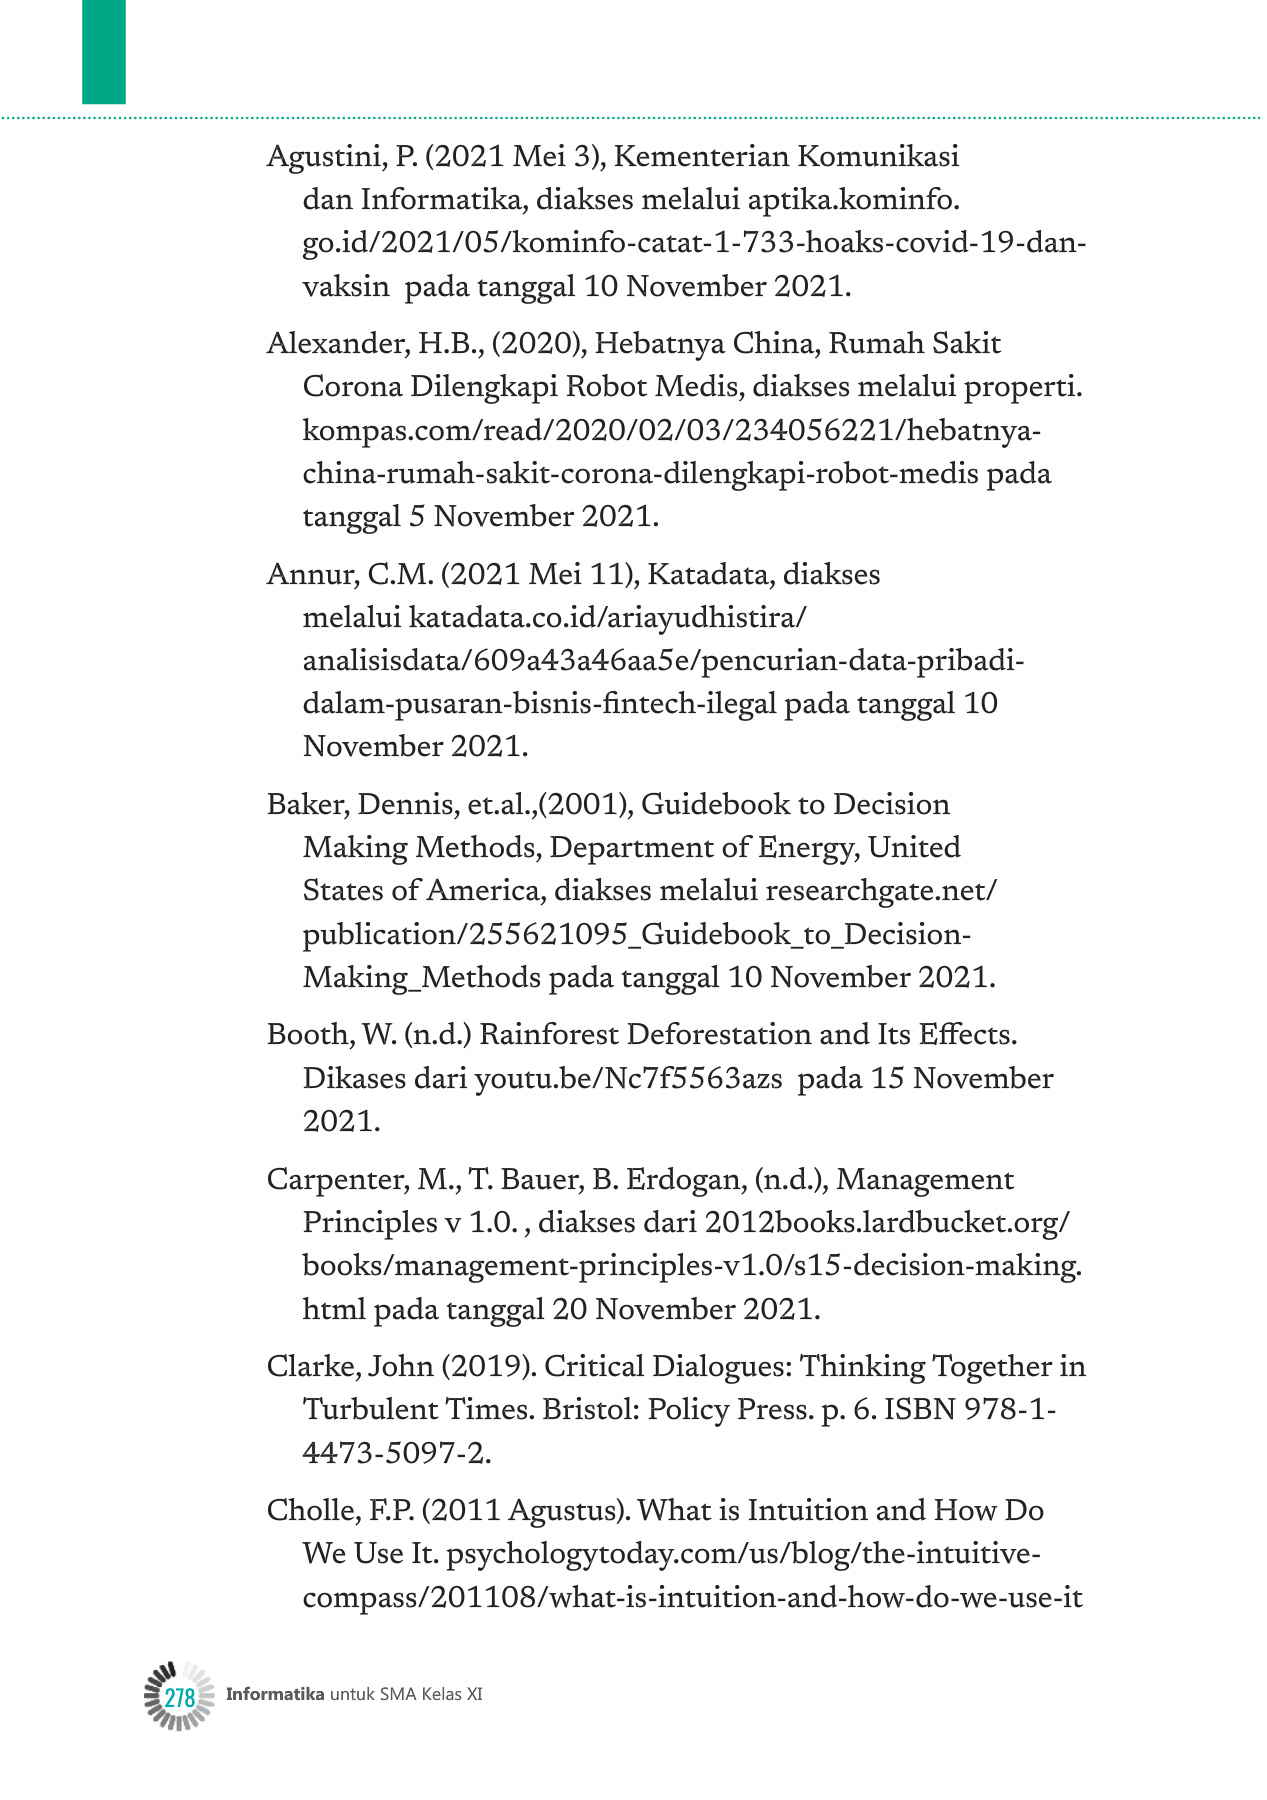 Agustini, P. (2021 Mei 3), Kementerian Komunikasi
dan Informatika, diakses melalui aptika.kominfo.
go.id/2021/05/kominfo-catat-1-733-hoaks-covid-19-dan-
vaksin  pada tanggal 10 November 2021.
Alexander, H.B., (2020), Hebatnya China, Rumah Sakit
Corona Dilengkapi Robot Medis, diakses melalui properti.
kompas.com/read/2020/02/03/234056221/hebatnya-
china-rumah-sakit-corona-dilengkapi-robot-medis pada
tanggal 5 November 2021.
Annur, C.M. (2021 Mei 11), Katadata, diakses
melalui katadata.co.id/ariayudhistira/
analisisdata/609a43a46aa5e/pencurian-data-pribadi-
dalam-pusaran-bisnis-fintech-ilegal pada tanggal 10
November 2021.
Baker, Dennis, et.al.,(2001), Guidebook to Decision
Making Methods, Department of Energy, United
States of America, diakses melalui researchgate.net/
publication/255621095_Guidebook_to_Decision-
Making_Methods pada tanggal 10 November 2021.
Booth, W. (n.d.) Rainforest Deforestation and Its Effects.
Dikases dari youtu.be/Nc7f5563azs  pada 15 November
2021.
Carpenter, M., T. Bauer, B. Erdogan, (n.d.), Management
Principles v 1.0. , diakses dari 2012books.lardbucket.org/
books/management-principles-v1.0/s15-decision-making.
html pada tanggal 20 November 2021.
Clarke, John (2019). Critical Dialogues: Thinking Together in
Turbulent Times. Bristol: Policy Press. p. 6. ISBN 978-1-
4473-5097-2.
Cholle, F.P. (2011 Agustus). What is Intuition and How Do
We Use It. psychologytoday.com/us/blog/the-intuitive-
compass/201108/what-is-intuition-and-how-do-we-use-it
278 Informatika untuk SMA Kelas XI